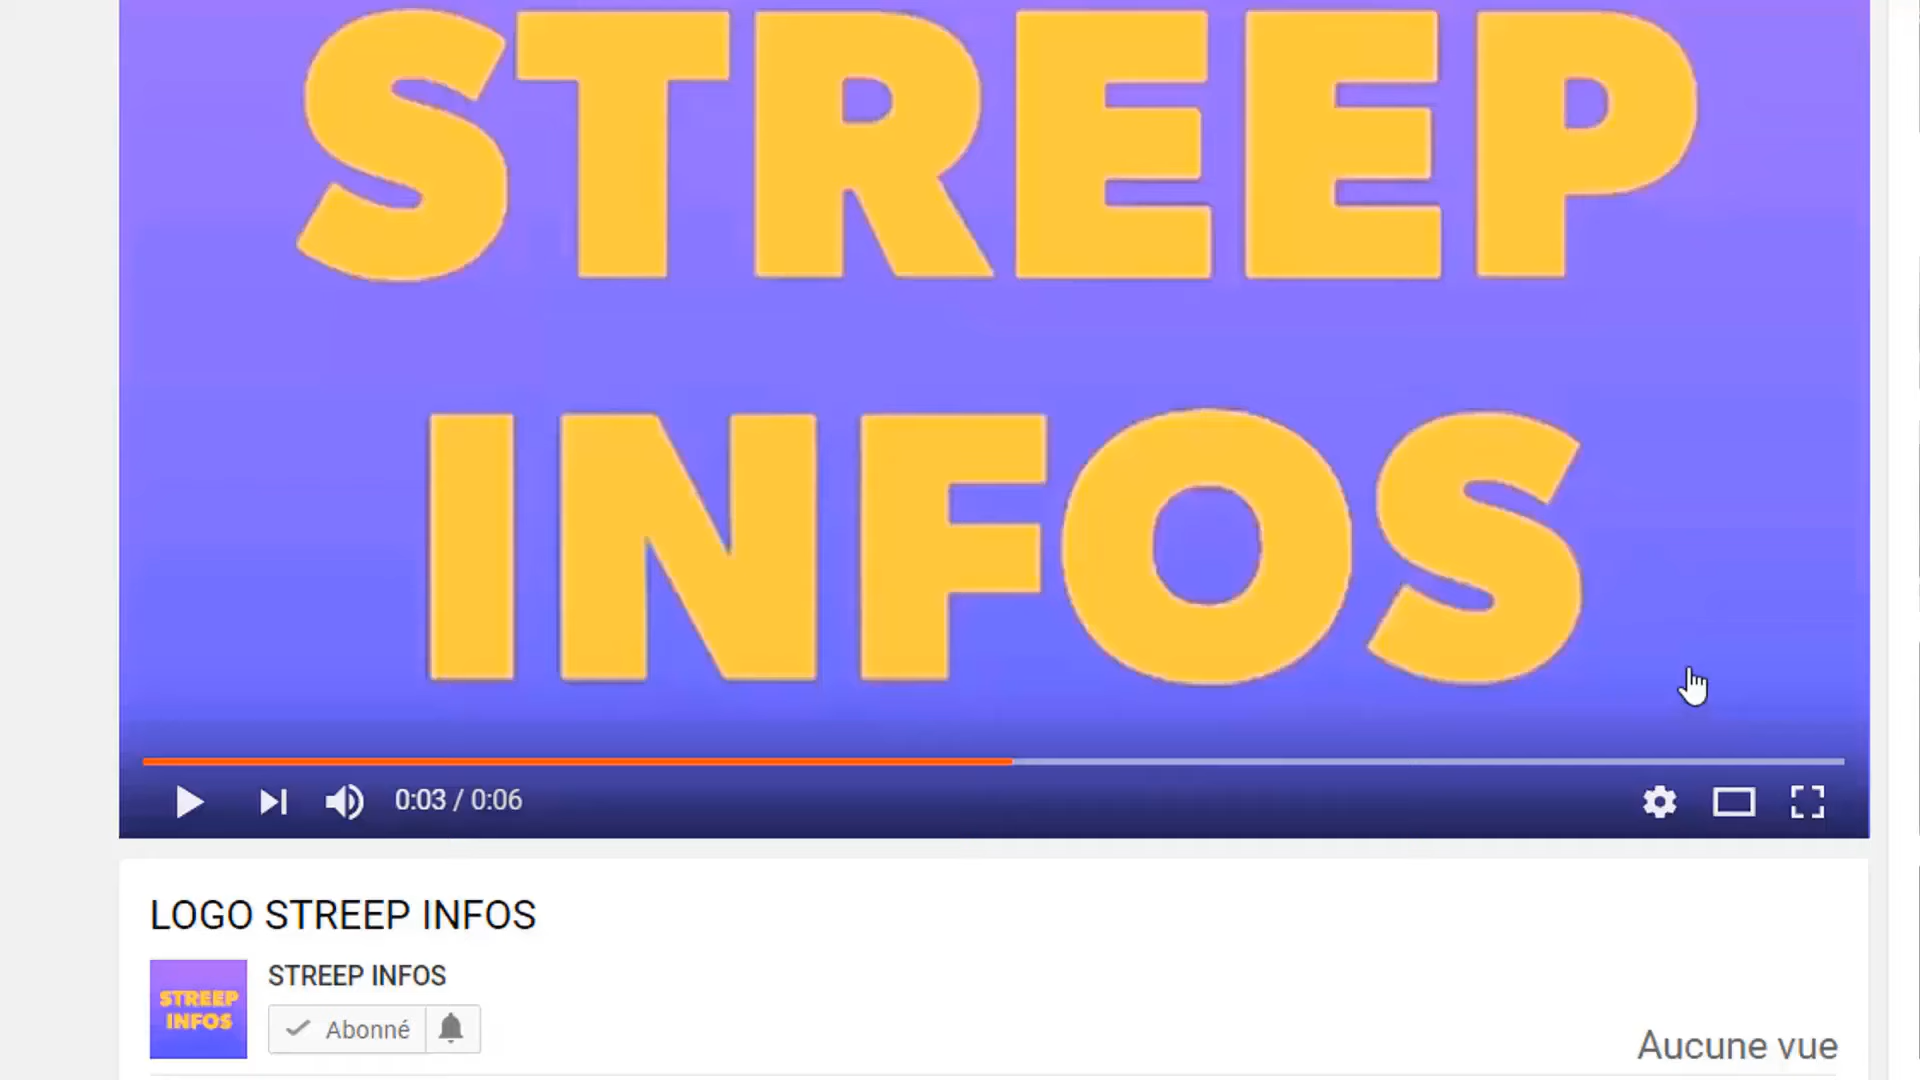 STREEP
INFOS
0:03 / 0:06
LOGO STREEP INFOS
STREEP INFOS
STREEP
INFOS
Abonné
Aucune vue